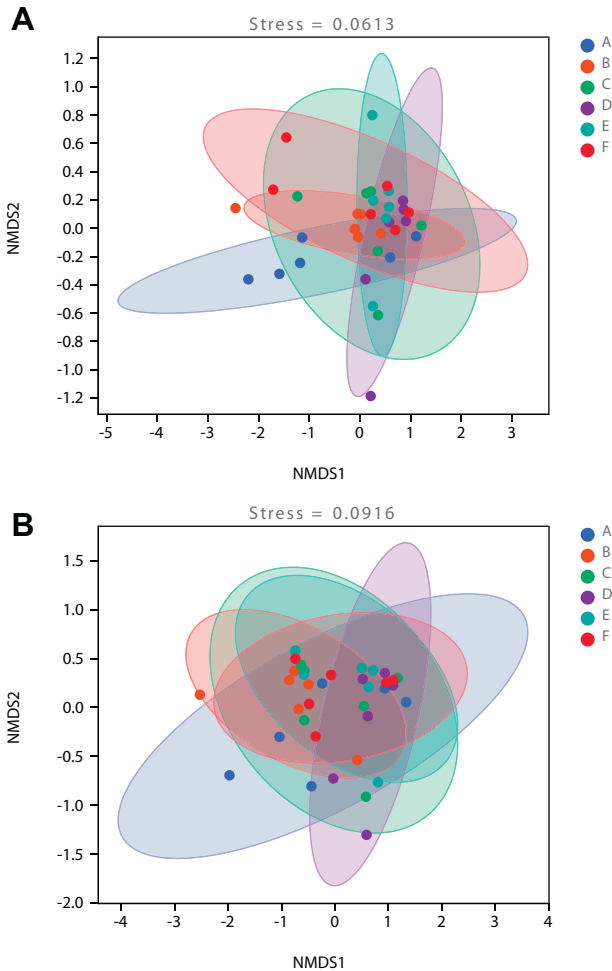 A
Stress = 0.0613
1.2
1.0
0.8
0.6
0.4
0.2
0.0
-0.2
-0.4
-0.6
-0.8
-1.0
-1.2
NMDS2
-5 -4 -3 -2 -1 0 1 2 3
NMDS1
A
B
C
D
E
F
B
Stress = 0.0916
1.5
1.0
0.5
0.0
-0.5
-1.0
-1.5
-2.0
NMDS2
-4 -3 -2 -1 0 1 2 3 4
NMDS1
A
B
C
D
E
F